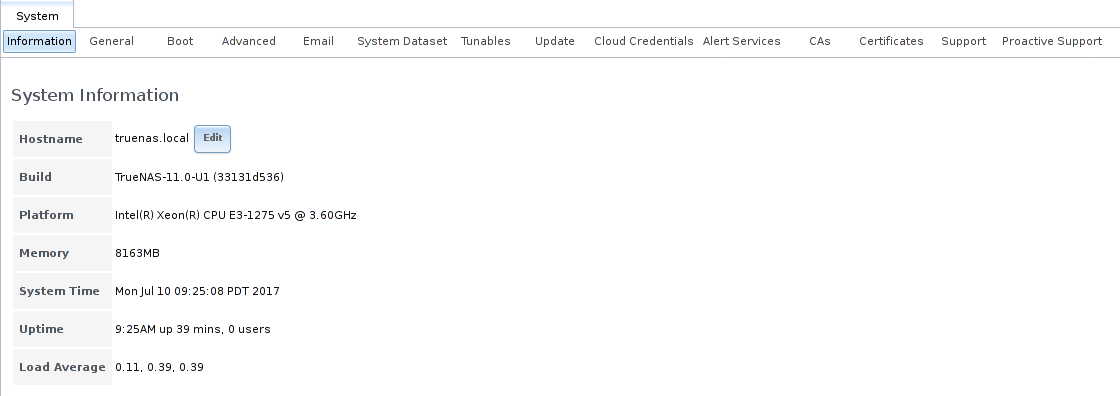 System
Information General Boot Advanced Email System Dataset Tunables Update Cloud Credentials Alert Services CAs Certificates Support Proactive Support
System Information
Hostname truenas.local Edit
Build TrueNAS-11.0-U1 (33131d536)
Platform Intel(R) Xeon(R) CPU E3-1275 v5 @ 3.60GHz
Memory 8163MB
System Time Mon Jul 10 09:25:08 PDT 2017
Uptime 9:25AM up 39 mins, 0 users
Load Average 0.11, 0.39, 0.39